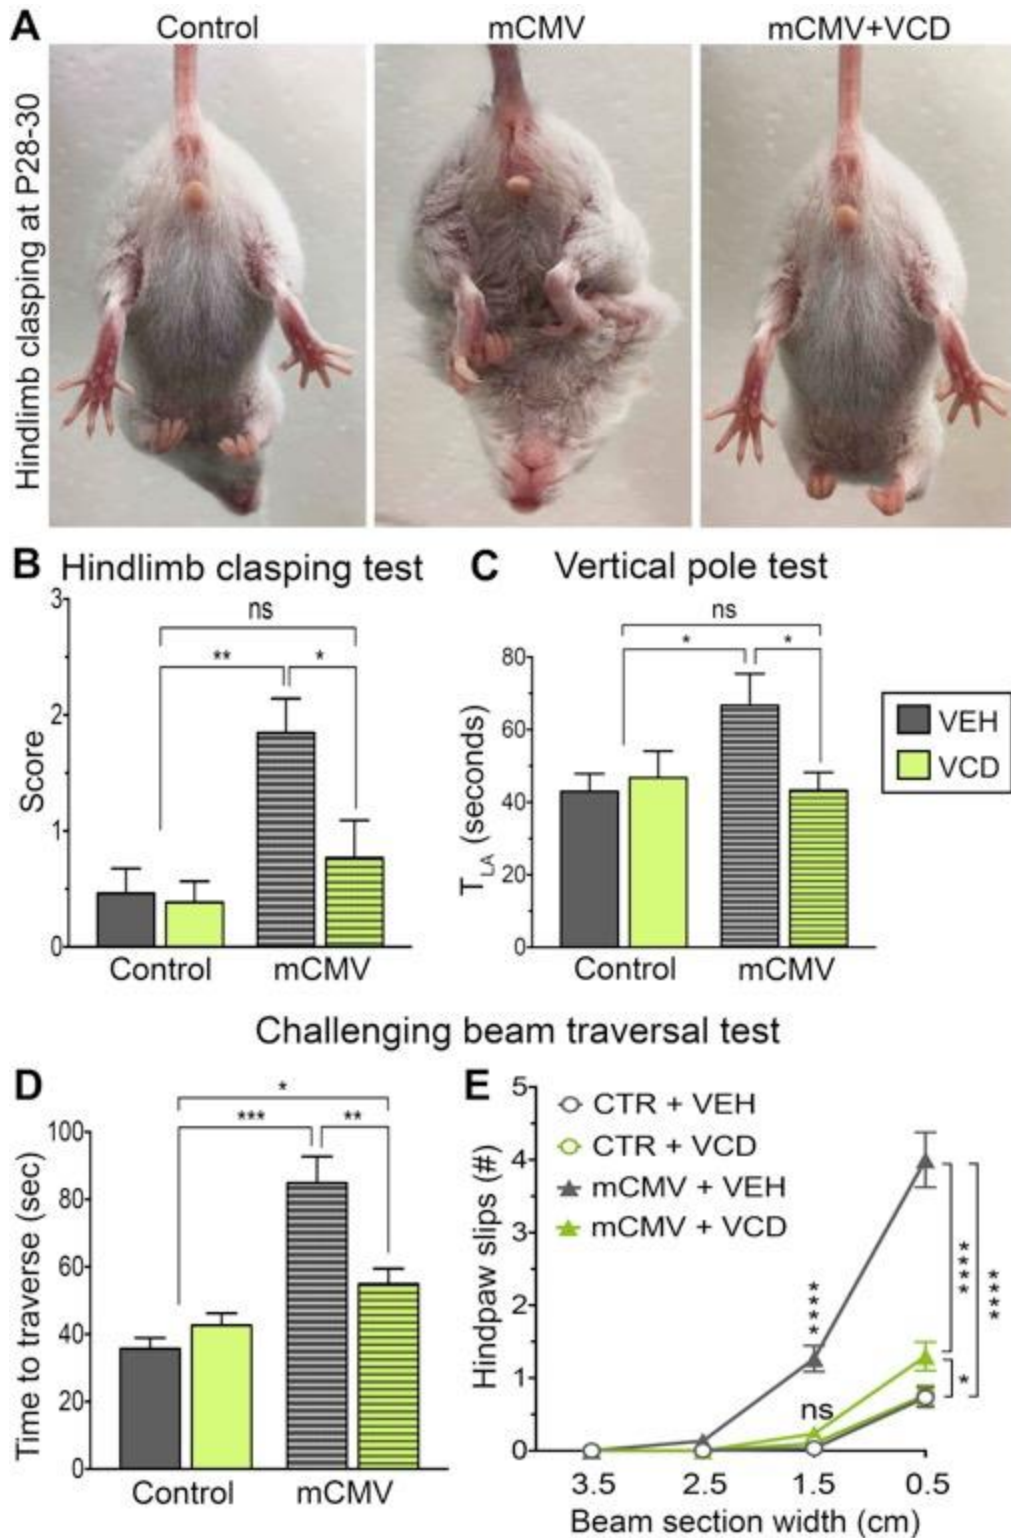 A
Control mCMV mCMV+VCD
Hindlimb clasping at P28-30
B Hindlimb clasping test
Score
3
2
1
0
ns
** *
Control mCMV
C Vertical pole test
TLA (seconds)
80
60
40
20
0
ns
* *
Control mCMV
VEH
VCD
Challenging beam traversal test
D
Time to traverse (sec)
100
80
60
40
20
0
*
*** **
Control mCMV
E
Hindpaw slips (#)
5
4
3
2
1
0
CTR + VEH
CTR + VCD
mCMV + VEH
mCMV + VCD
****
ns
****
****
*
3.5 2.5 1.5 0.5
Beam section width (cm)